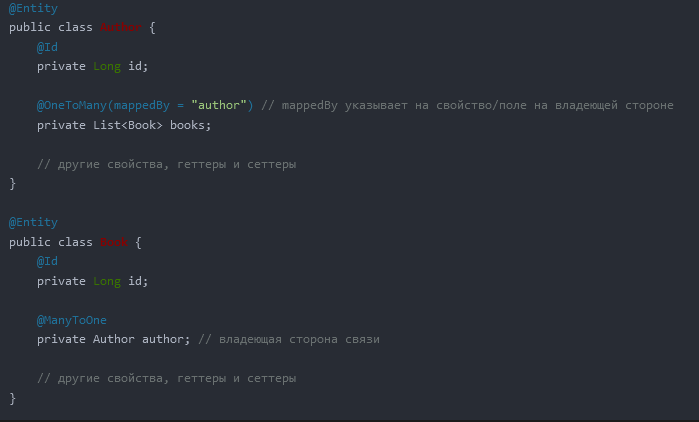 @Entity
public class Author {
    @Id
    private Long id;

    @OneToMany(mappedBy = "author") // mappedBy указывает на свойство/поле на владеющей стороне
    private List<Book> books;

    // другие свойства, геттеры и сеттеры
}

@Entity
public class Book {
    @Id
    private Long id;

    @ManyToOne
    private Author author; // владеющая сторона связи

    // другие свойства, геттеры и сеттеры
}